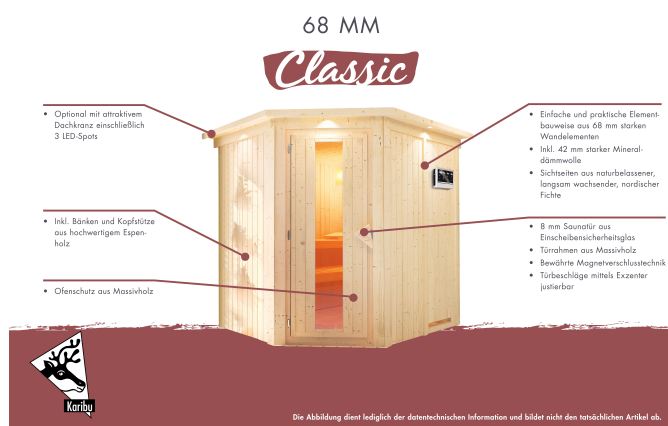 68 MM
Classic
• Optional mit attraktivem
Dachkranz einschließlich
3 LED-Spots
• Inkl. Bänken und Kopfstütze
aus hochwertigem Espen-
holz
• Ofenschutz aus Massivholz
• Einfache und praktische Element-
bauweise aus 68 mm starken
Wandelementen
• Inkl. 42 mm starker Mineral-
dämmwolle
• Sichtseiten aus naturbelassener,
langsam wachsender, nordischer
Fichte
• 8 mm Saunatür aus
Einscheibensicherheitsglas
• Türrahmen aus Massivholz
• Bewährte Magnetverschlusstechnik
• Türbeschläge mittels Exzenter
justierbar
Karibu
Die Abbildung dient lediglich der datentechnischen Information und bildet nicht den tatsächlichen Artikel ab.